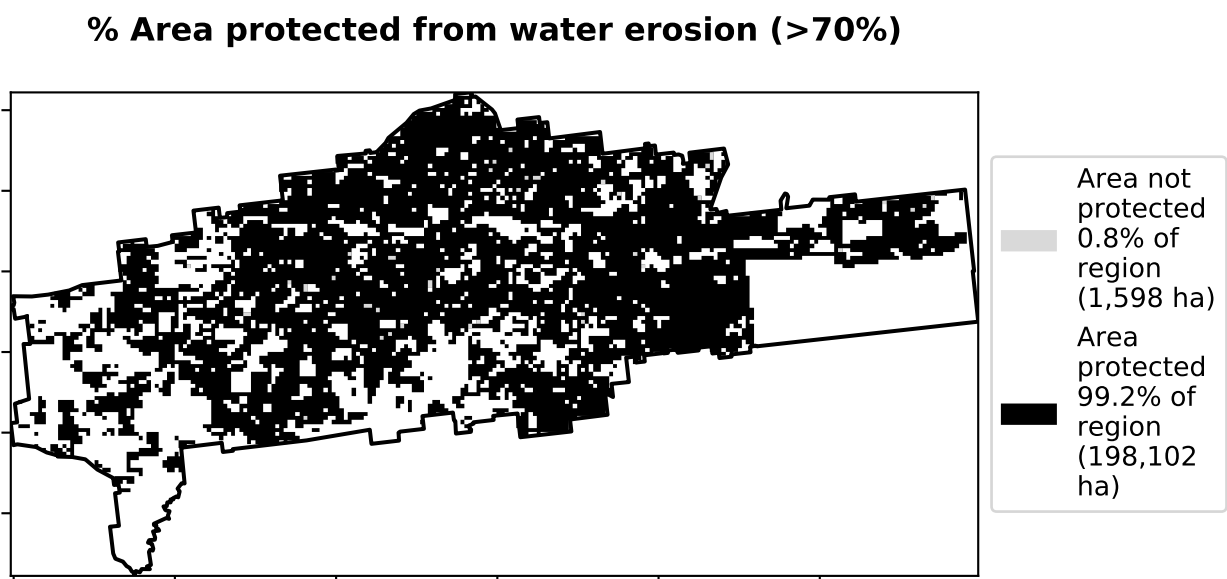 % Area protected from water erosion (>70%)
Area not
protected
0.8% of
region
(1,598 ha)
Area
protected
99.2% of
region
(198,102
ha)